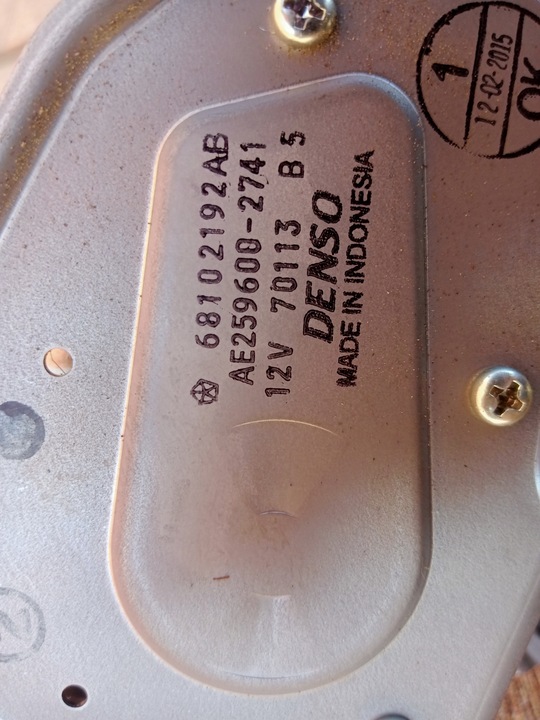 68102192AB
AE259600-2741
12V 70113 B5
DENSO
MADE IN INDONESIA
1
12-02-2015
OK